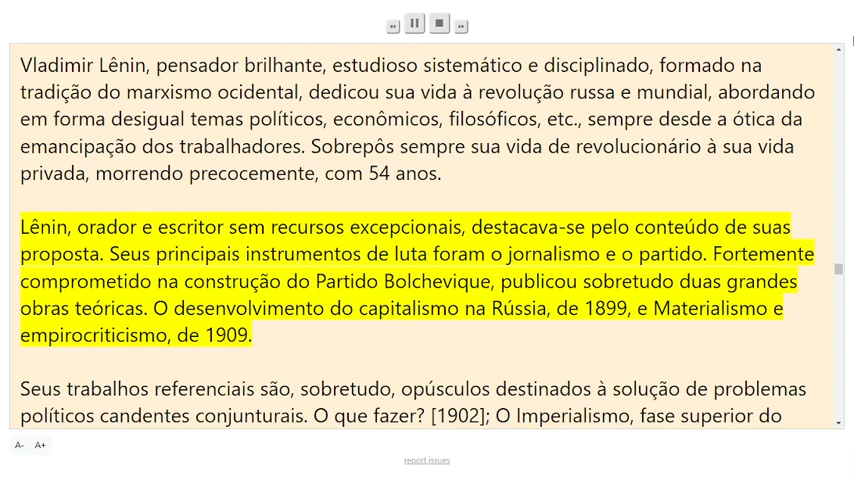 Vladimir Lênin, pensador brilhante, estudioso sistemático e disciplinado, formado na
tradição do marxismo ocidental, dedicou sua vida à revolução russa e mundial, abordando
em forma desigual temas políticos, econômicos, filosóficos, etc., sempre desde a ótica da
emancipação dos trabalhadores. Sobrepôs sempre sua vida de revolucionário à sua vida
privada, morrendo precocemente, com 54 anos.
Lênin, orador e escritor sem recursos excepcionais, destacava-se pelo conteúdo de suas
proposta. Seus principais instrumentos de luta foram o jornalismo e o partido. Fortemente
comprometido na construção do Partido Bolchevique, publicou sobretudo duas grandes
obras teóricas. O desenvolvimento do capitalismo na Rússia, de 1899, e Materialismo e
empirocriticismo, de 1909.
Seus trabalhos referenciais são, sobretudo, opúsculos destinados à solução de problemas
políticos candentes conjunturais. O que fazer? [1902]; O Imperialismo, fase superior do
A- A+
report issues